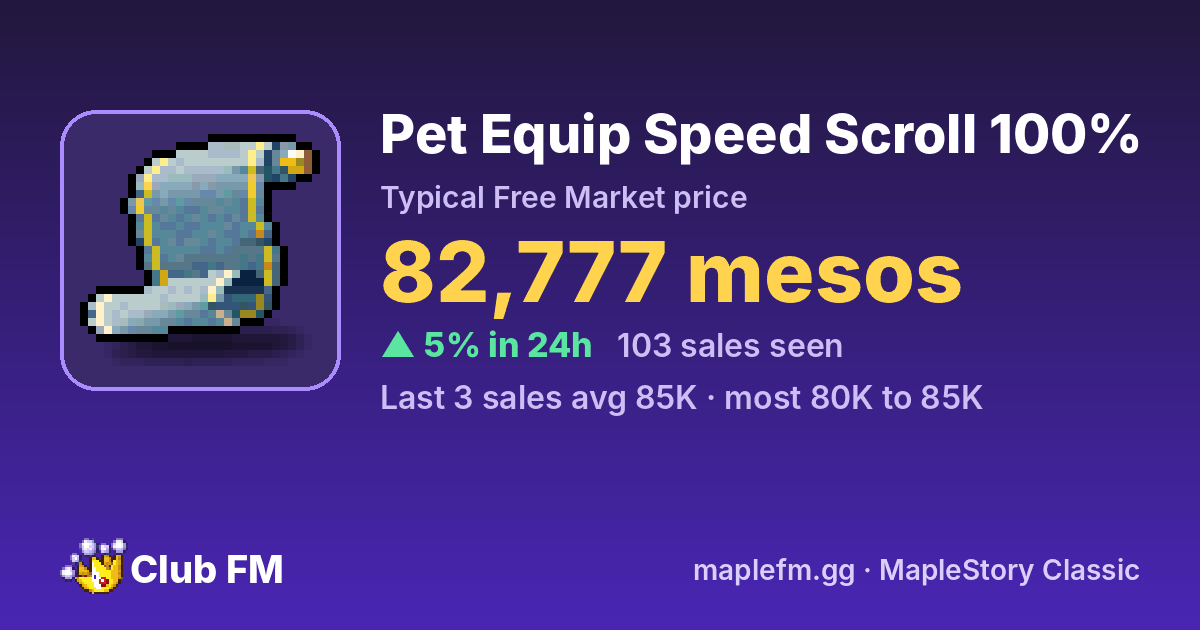 Pet Equip Speed Scroll 100%
Typical Free Market price
82,777 mesos
▲ 5% in 24h 103 sales seen
Last 3 sales avg 85K · most 80K to 85K
Club FM
maplefm.gg · MapleStory Classic